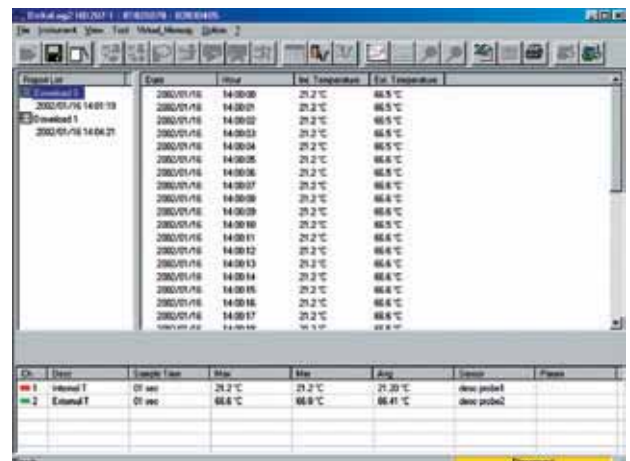 File Instrument View Tool Virtual_Memory Option ?
Report List
2002/01/16 14:01:19
Download 1
2002/01/16 14:04:21
Date Hour Int. Temperature Ext. Temperature
2002/01/16 14:00:00 21.2 °C 66.5 °C
2002/01/16 14:00:01 21.2 °C 66.5 °C
2002/01/16 14:00:02 21.2 °C 66.5 °C
2002/01/16 14:00:03 21.2 °C 66.5 °C
2002/01/16 14:00:04 21.2 °C 66.5 °C
2002/01/16 14:00:05 21.2 °C 66.6 °C
2002/01/16 14:00:06 21.2 °C 66.5 °C
2002/01/16 14:00:07 21.2 °C 66.6 °C
2002/01/16 14:00:08 21.2 °C 66.6 °C
2002/01/16 14:00:09 21.2 °C 66.6 °C
2002/01/16 14:00:10 21.2 °C 66.5 °C
2002/01/16 14:00:11 21.2 °C 66.6 °C
2002/01/16 14:00:12 21.2 °C 66.6 °C
2002/01/16 14:00:13 21.2 °C 66.6 °C
2002/01/16 14:00:14 21.2 °C 66.6 °C
2002/01/16 14:00:15 21.2 °C 66.6 °C
2002/01/16 14:00:16 21.2 °C 66.6 °C
2002/01/16 14:00:17 21.2 °C 66.6 °C
Ch. Desc Sample Time Max Min Avg Sensor
1 Internal T 01 sec 21.2 °C 21.2 °C 21.20 °C desc probe1
2 External T 01 sec 66.6 °C 66.41 °C desc probe2